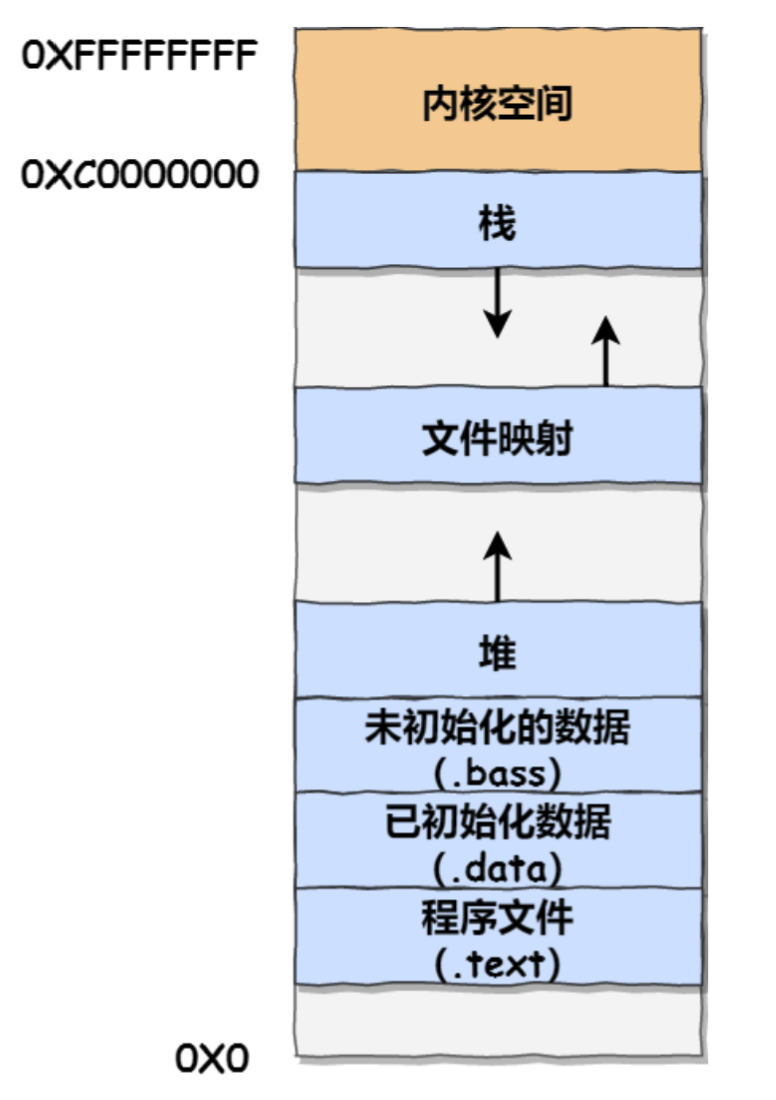 0XFFFFFFFF
内核空间
0XC0000000
栈
文件映射
堆
未初始化的数据
(.bass)
已初始化数据
(.data)
程序文件
(.text)
0X0